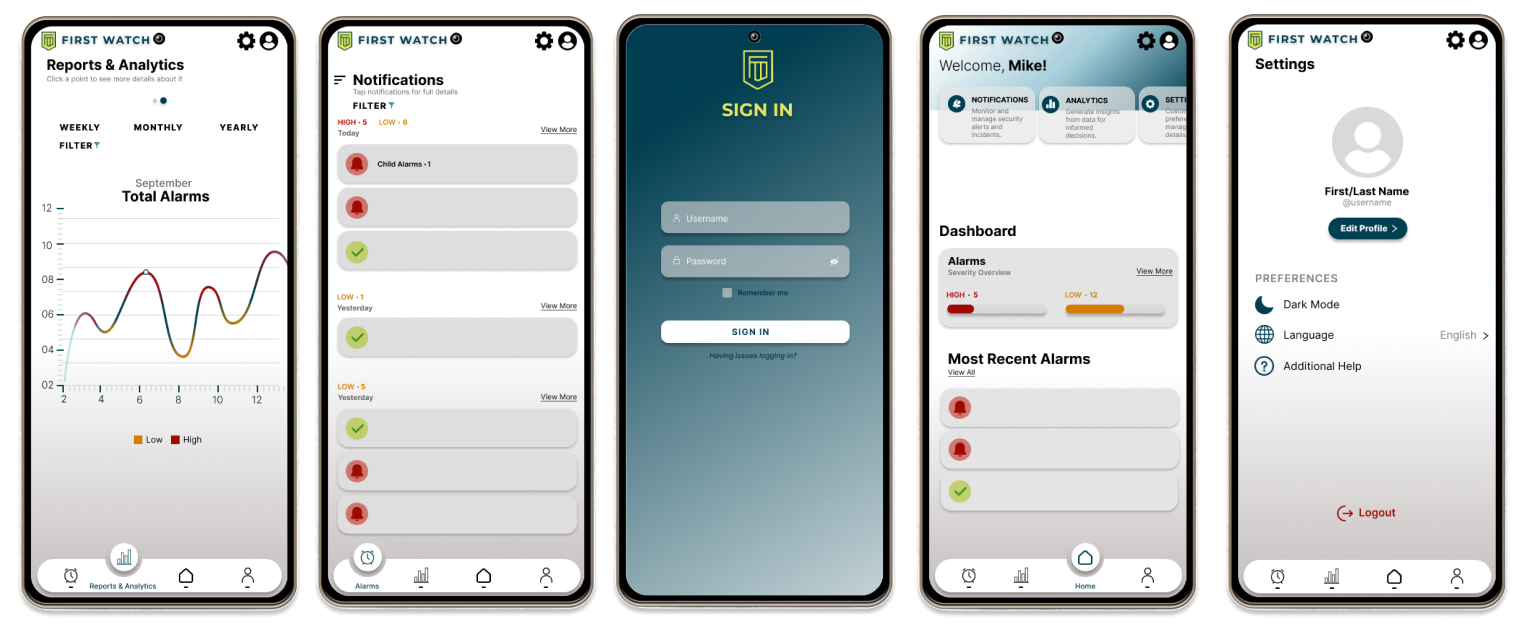 FIRST WATCH
Reports & Analytics
Click a point to see more details about it
WEEKLY MONTHLY YEARLY
FILTER
September
Total Alarms
12
10
08
06
04
02
2 4 6 8 10 12
Low High
Reports & Analytics
FIRST WATCH
Notifications
Tap notifications for full details
FILTER
HIGH • 5 LOW • 6
Today View More
Child Alarms • 1
LOW • 1
Yesterday View More
LOW • 5
Yesterday View More
Alarms
SIGN IN
Username
Password
Remember me
SIGN IN
Having issues logging in?
FIRST WATCH
Welcome, Mike!
NOTIFICATIONS
Monitor and
manage security
alerts and
incidents.
ANALYTICS
Generate insights
from data for
informed
decisions.
SETTI
Custo
prefere
manag
details
Dashboard
Alarms
Severity Overview View More
HIGH • 5 LOW • 12
Most Recent Alarms
View All
Home
FIRST WATCH
Settings
First/Last Name
@username
Edit Profile >
PREFERENCES
Dark Mode
Language English >
? Additional Help
Logout